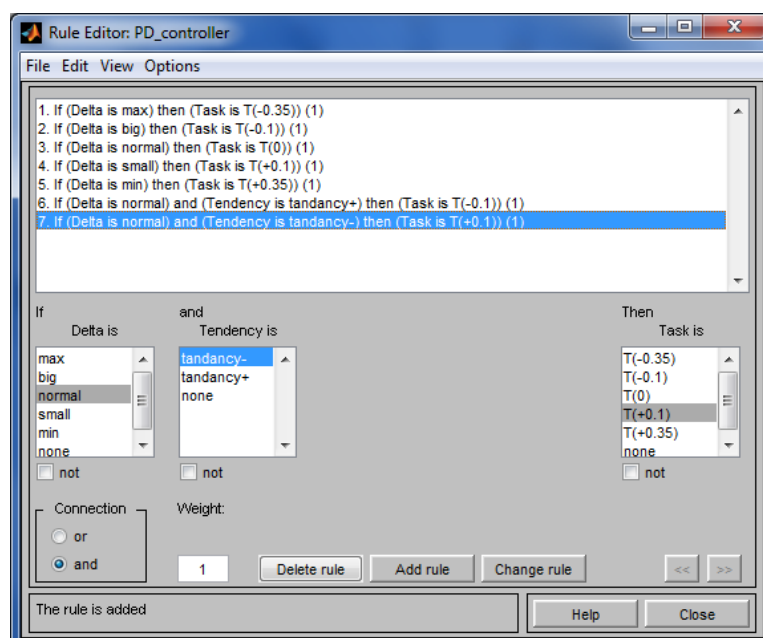 Rule Editor: PD_controller
File Edit View Options
1. If (Delta is max) then (Task is T(-0.35)) (1)
2. If (Delta is big) then (Task is T(-0.1)) (1)
3. If (Delta is normal) then (Task is T(0)) (1)
4. If (Delta is small) then (Task is T(+0.1)) (1)
5. If (Delta is min) then (Task is T(+0.35)) (1)
6. If (Delta is normal) and (Tendency is tandancy+) then (Task is T(-0.1)) (1)
7. If (Delta is normal) and (Tendency is tandancy-) then (Task is T(+0.1)) (1)
If and Then
Delta is Tendency is Task is
max tandancy- T(-0.35)
big tandancy+ T(-0.1)
normal none T(0)
small T(+0.1)
min T(+0.35)
none none
not not not
Connection Weight:
or
and 1 Delete rule Add rule Change rule << >>
The rule is added Help Close